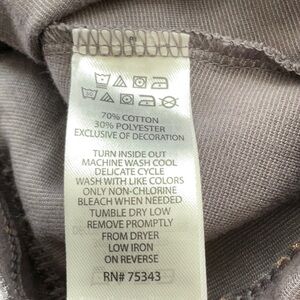 70% COTTON
30% POLYESTER
EXCLUSIVE OF DECORATION
TURN INSIDE OUT
MACHINE WASH COOL
DELICATE CYCLE
WASH WITH LIKE COLORS
ONLY NON-CHLORINE
BLEACH WHEN NEEDED
TUMBLE DRY LOW
REMOVE PROMPTLY
FROM DRYER
LOW IRON
ON REVERSE
RN# 75343